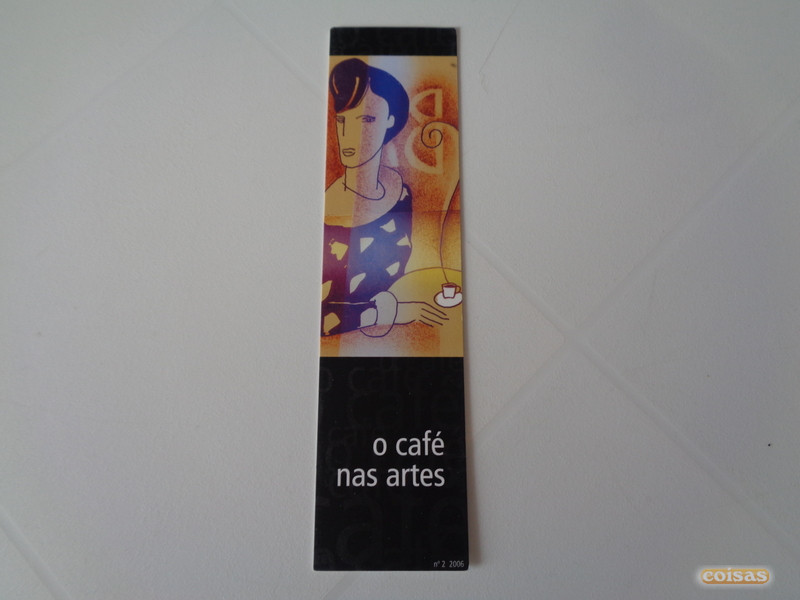 o café
nas artes
nº 2 2006
coisas